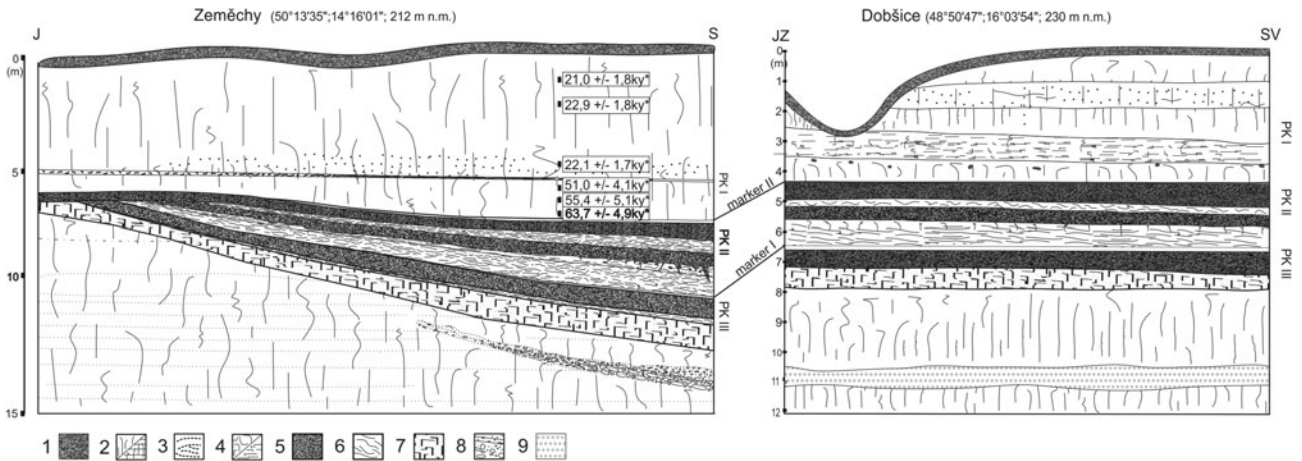 Zeměchy (50°13'35";14°16'01"; 212 m n.m.)
J
S
0
(m)
5
10
15
21,0 +/- 1,8ky*
22,9 +/- 1,8ky*
22,1 +/- 1,7ky*
51,0 +/- 4,1ky*
55,4 +/- 5,1ky*
63,7 +/- 4,9ky*
PK I
PK II
PK III
marker II
marker I
Dobšice (48°50'47";16°03'54"; 230 m n.m.)
JZ
SV
0
(m)
1
2
3
4
5
6
7
8
9
10
11
12
PK I
PK II
PK III
1 2 3 4 5 6 7 8 9